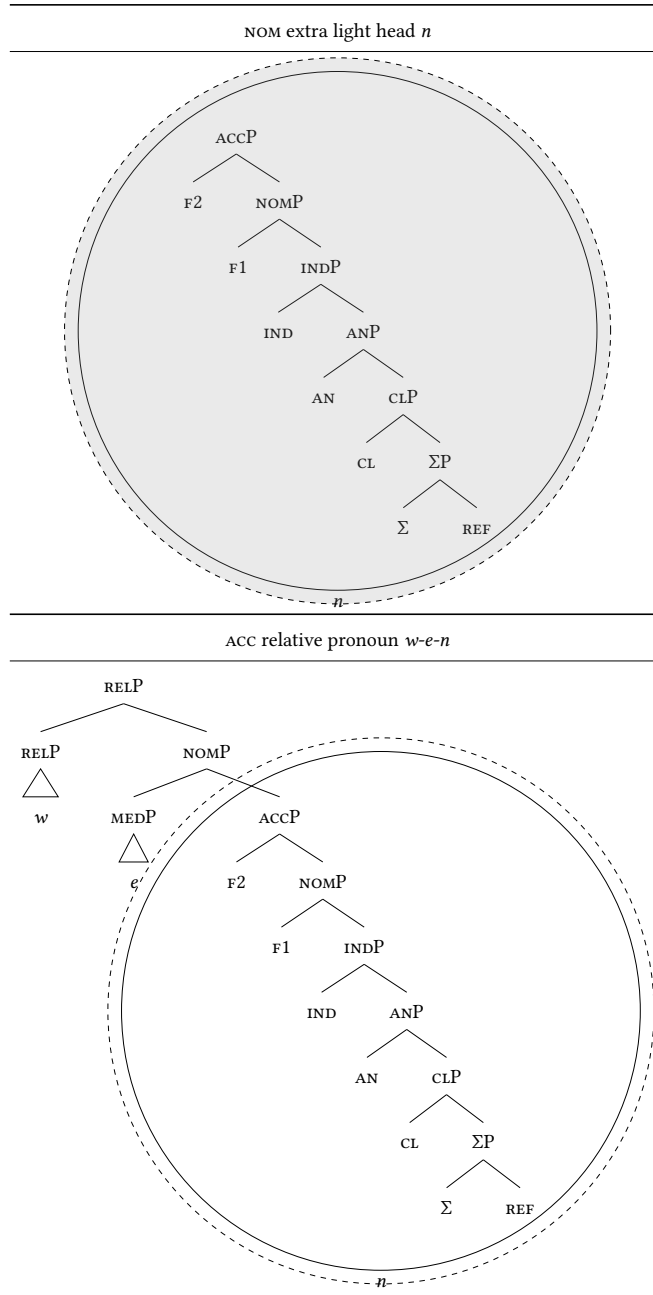 NOM extra light head n
ACCP
F2 NOMP
F1 INDP
IND ANP
AN CLP
CL ΣP
Σ REF
n
ACC relative pronoun w-e-n
RELP
RELP NOMP
w MEDP ACCP
e F2 NOMP
F1 INDP
IND ANP
AN CLP
CL ΣP
Σ REF
n